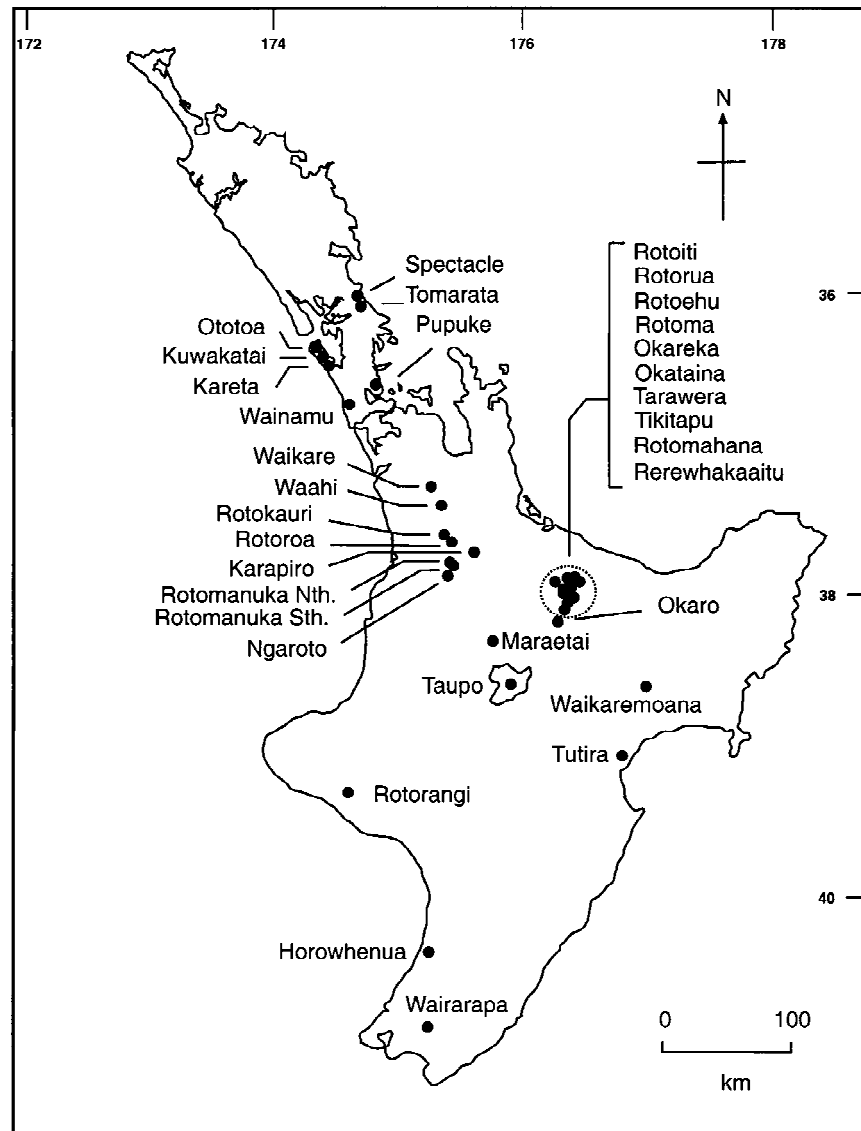 172
174
176
178
N
Rotoiti
Rotorua
Rotoehu
Rotoma
Okareka
Okataina
Tarawera
Tikitapu
Rotomahana
Rerewhakaaitu
Spectacle
Tomarata
Pupuke
36
Ototoa
Kuwakatai
Kareta
Wainamu
Waikare
Waahi
Rotokauri
Rotoroa
Karapiro
Rotomanuka Nth.
Rotomanuka Sth.
Ngaroto
38
Okaro
Maraetai
Taupo
Waikaremoana
Tutira
Rotorangi
40
Horowhenua
Wairarapa
0 100
km